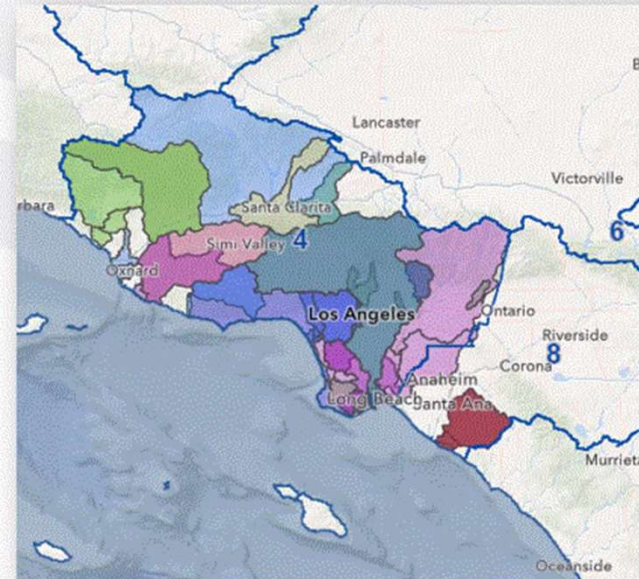 Lancaster
Palmdale
Victorville
rbara
Santa Clarita
6
Simi Valley
4
Oxnard
Los Angeles
Ontario
Riverside
8
Corona
Anaheim
Long Beach
Santa Ana
Murriet
Oceanside